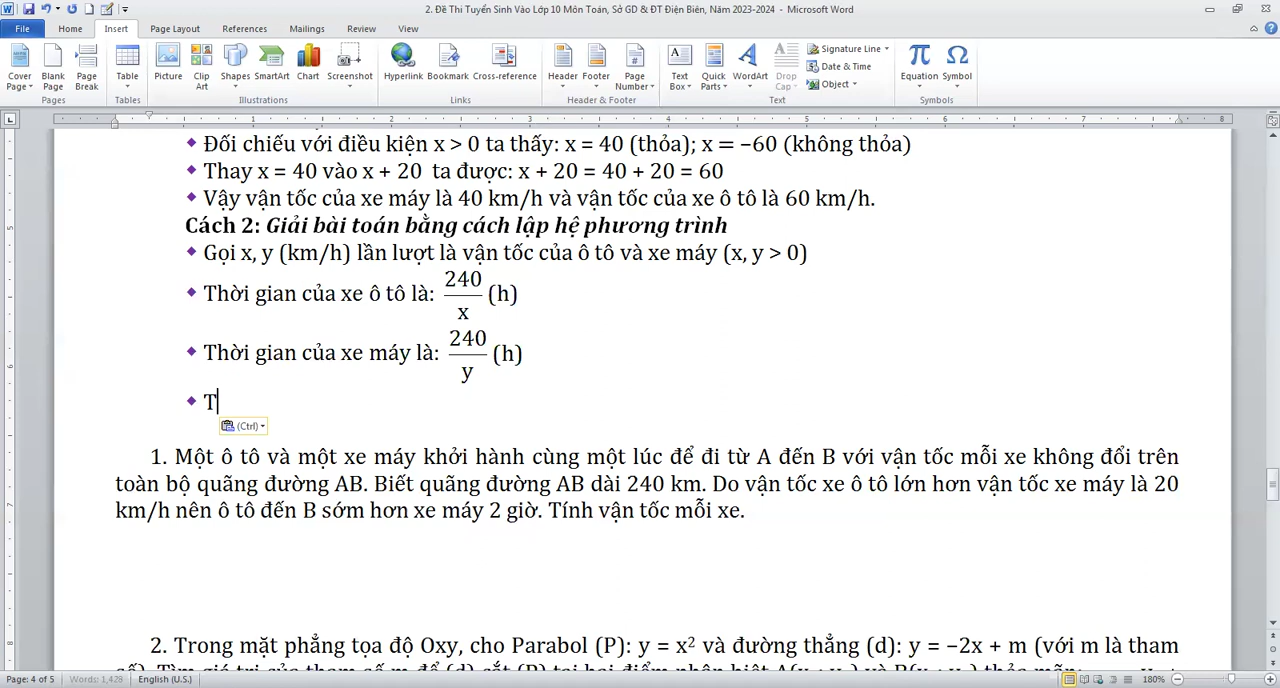 2. Đề Thi Tuyển Sinh Vào Lớp 10 Môn Toán, Sở GD & ĐT Điện Biên, Năm 2023-2024 - Microsoft Word
File Home Insert Page Layout References Mailings Review View
Cover Page Blank Page Page Break Table Picture Clip Art Shapes SmartArt Chart Screenshot Hyperlink Bookmark Cross-reference Header Footer Page Number Text Box Quick Parts WordArt Drop Cap Signature Line Date & Time Object Equation Symbol
Pages Tables Illustrations Links Header & Footer Text Symbols
1 2 3 4 5 6 7 8
Đối chiếu với điều kiện x > 0 ta thấy: x = 40 (thỏa); x = −60 (không thỏa)
Thay x = 40 vào x + 20 ta được: x + 20 = 40 + 20 = 60
Vậy vận tốc của xe máy là 40 km/h và vận tốc của xe ô tô là 60 km/h.
Cách 2: Giải bài toán bằng cách lập hệ phương trình
Gọi x, y (km/h) lần lượt là vận tốc của ô tô và xe máy (x, y > 0)
Thời gian của xe ô tô là: 240/x (h)
Thời gian của xe máy là: 240/y (h)
T
(Ctrl)
1. Một ô tô và một xe máy khởi hành cùng một lúc để đi từ A đến B với vận tốc mỗi xe không đổi trên
toàn bộ quãng đường AB. Biết quãng đường AB dài 240 km. Do vận tốc xe ô tô lớn hơn vận tốc xe máy là 20
km/h nên ô tô đến B sớm hơn xe máy 2 giờ. Tính vận tốc mỗi xe.
2. Trong mặt phẳng tọa độ Oxy, cho Parabol (P): y = x² và đường thẳng (d): y = −2x + m (với m là tham
Page: 4 of 5 Words: 1,428 English (U.S.) 180%